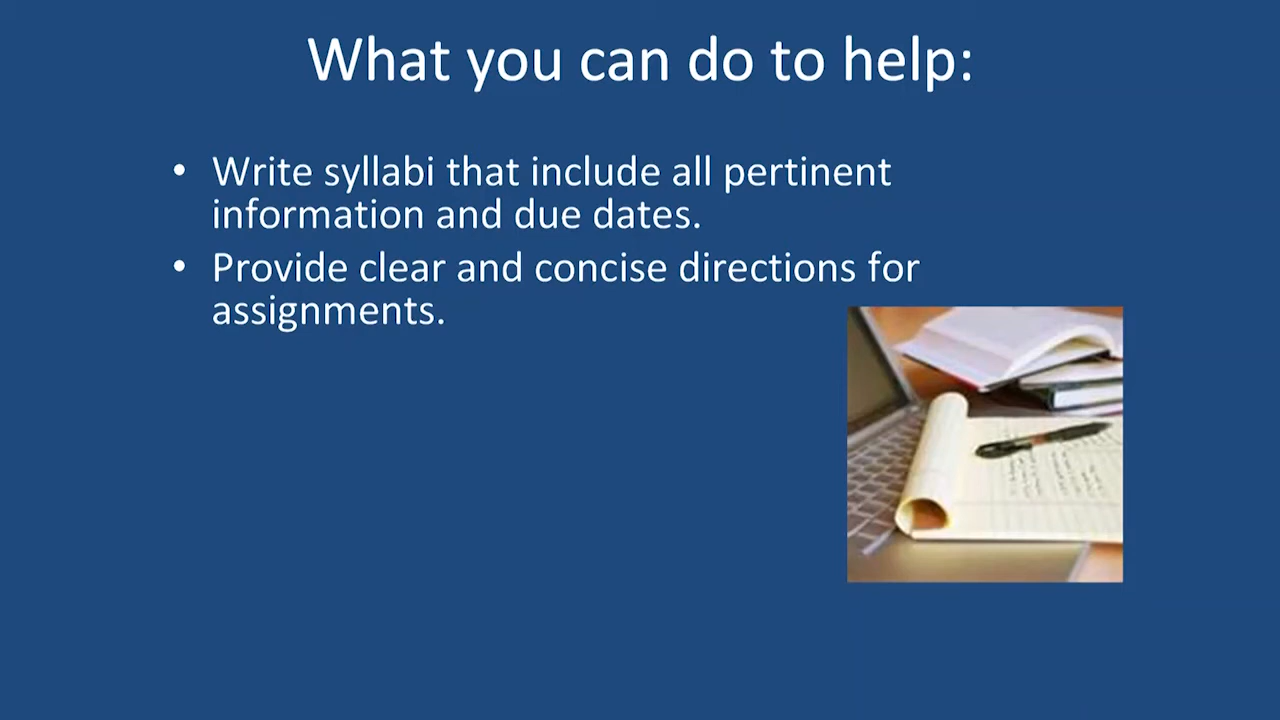 What you can do to help:
• Write syllabi that include all pertinent
information and due dates.
• Provide clear and concise directions for
assignments.